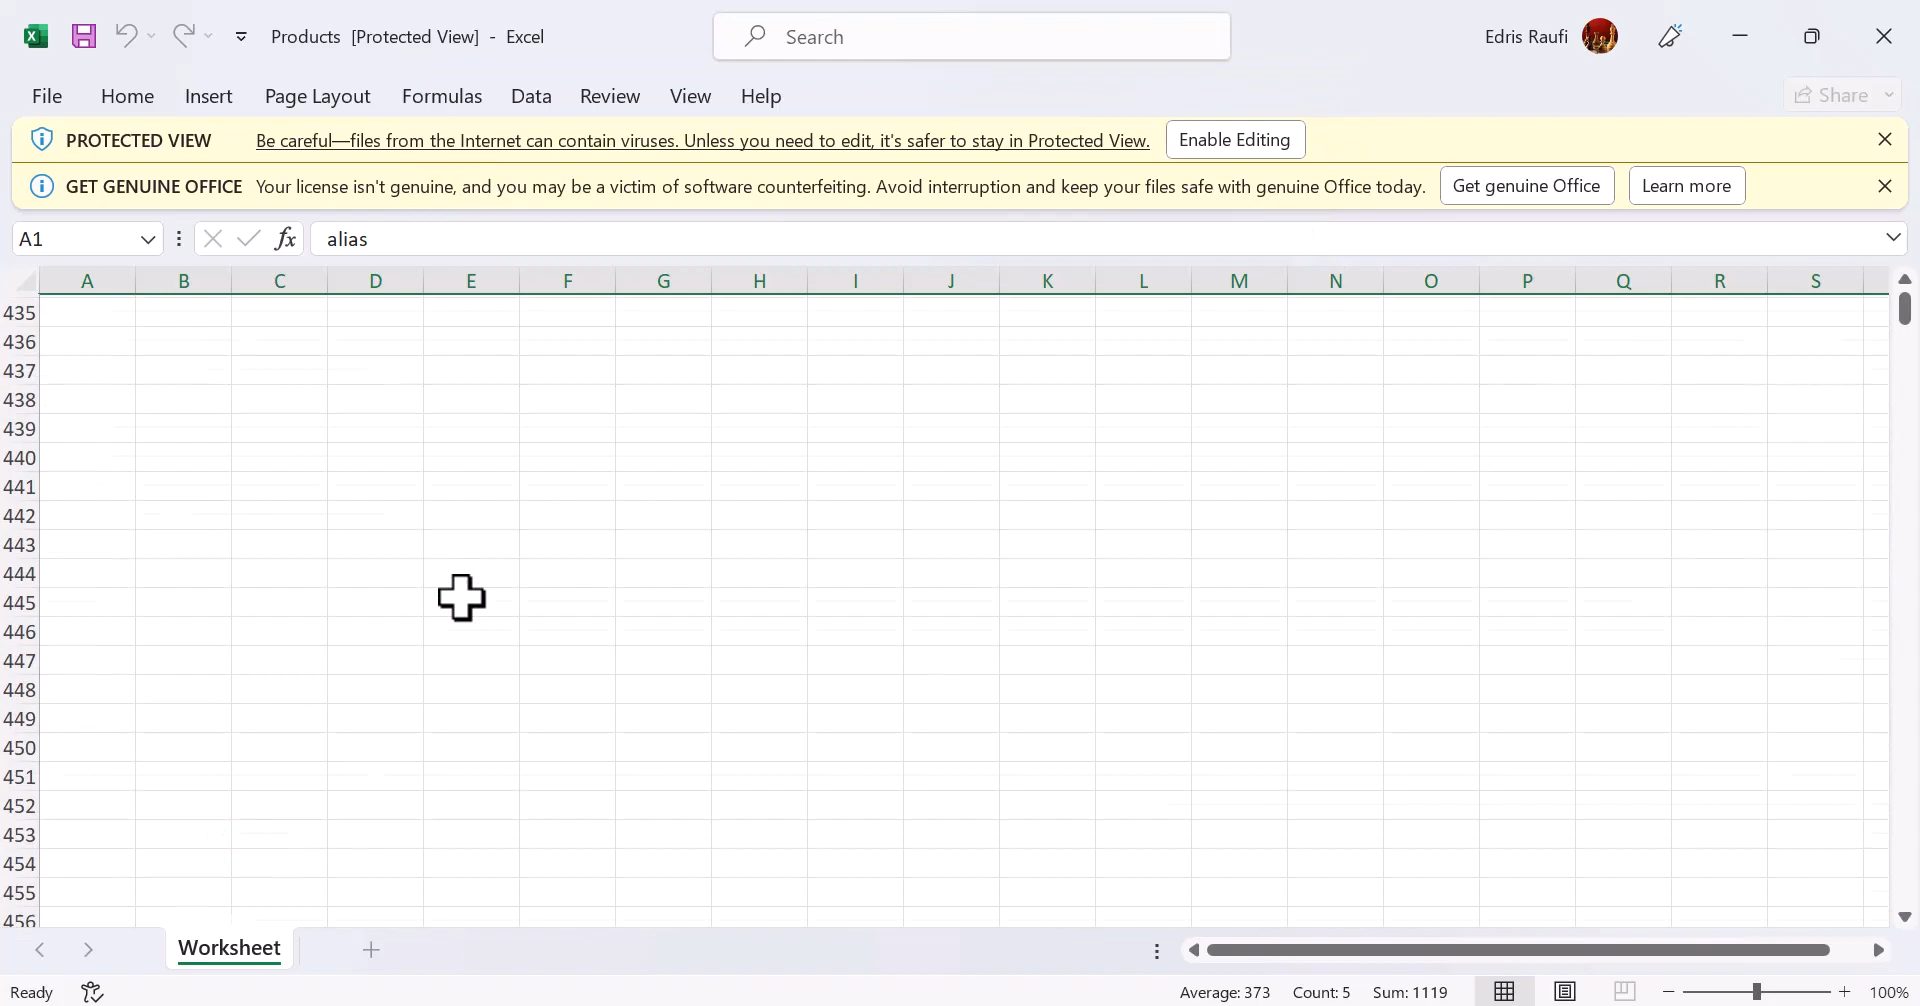 Products [Protected View] - Excel
Search
Edris Raufi
File Home Insert Page Layout Formulas Data Review View Help
Share
PROTECTED VIEW Be careful—files from the Internet can contain viruses. Unless you need to edit, it's safer to stay in Protected View. Enable Editing
GET GENUINE OFFICE Your license isn't genuine, and you may be a victim of software counterfeiting. Avoid interruption and keep your files safe with genuine Office today. Get genuine Office Learn more
A1 fx alias
A B C D E F G H I J K L M N O P Q R S
435
436
437
438
439
440
441
442
443
444
445
446
447
448
449
450
451
452
453
454
455
456
Worksheet
Ready Average: 373 Count: 5 Sum: 1119 100%